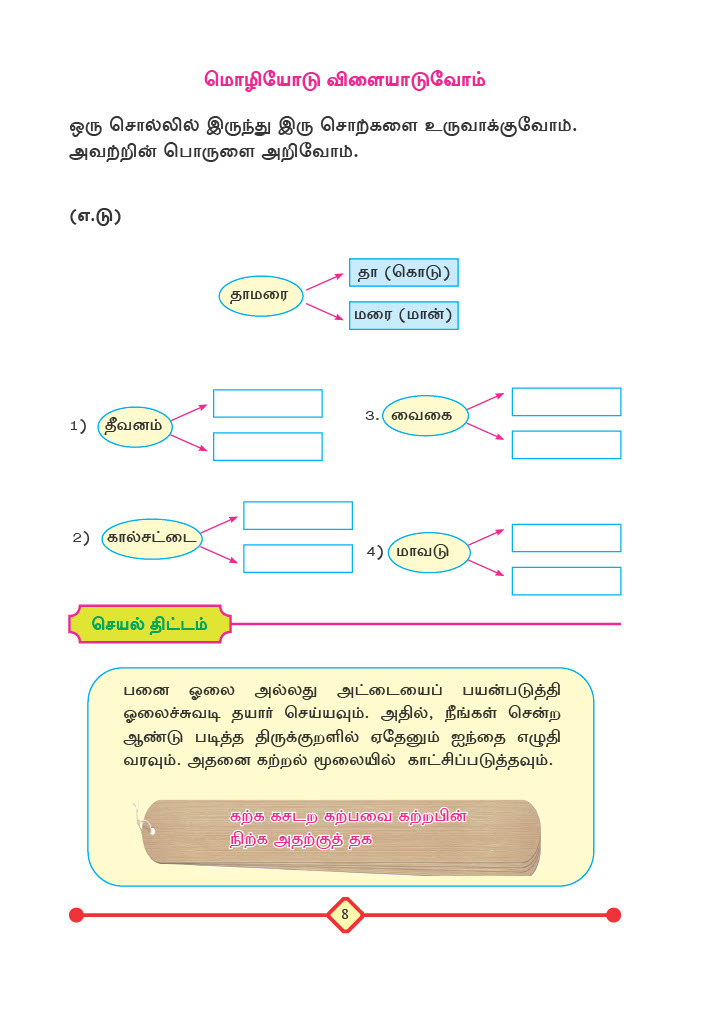 மொழியோடு விளையாடுவோம்
ஒரு சொல்லில் இருந்து இரு சொற்களை உருவாக்குவோம்.
அவற்றின் பொருளை அறிவோம்.
(எ.டு)
தாமரை
தா (கொடு)
மரை (மான்)
1) தீவனம்
3. வைகை
2) கால்சட்டை
4) மாவடு
செயல் திட்டம்
பனை ஓலை அல்லது அட்டையைப் பயன்படுத்தி
ஓலைச்சுவடி தயார் செய்யவும். அதில், நீங்கள் சென்ற
ஆண்டு படித்த திருக்குறளில் ஏதேனும் ஐந்தை எழுதி
வரவும். அதனை கற்றல் மூலையில் காட்சிப்படுத்தவும்.
கற்க கசடற கற்பவை கற்றபின்
நிற்க அதற்குத் தக
8